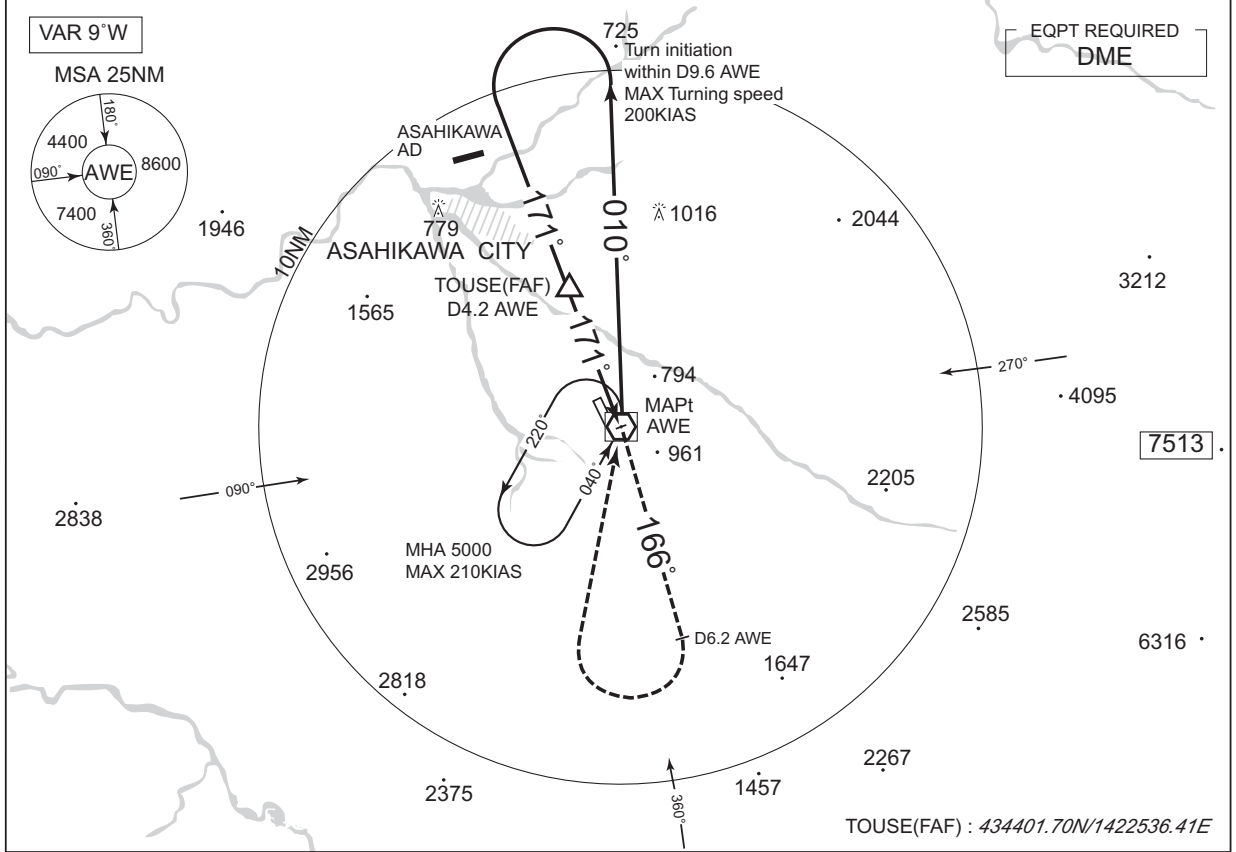 VAR 9˚W
MSA 25NM
180˚
4400
8600
090˚
AWE
7400
360˚
725
Turn initiation
within D9.6 AWE
MAX Turning speed
200KIAS
EQPT REQUIRED
DME
ASAHIKAWA
AD
1946
779
ASAHIKAWA CITY
10NM
171˚
010˚
1016
2044
3212
TOUSE(FAF)
D4.2 AWE
1565
171˚
270˚
794
4095
MAPt
AWE
961
7513
220˚
040˚
090˚
2205
2838
166˚
MHA 5000
MAX 210KIAS
2956
2585
D6.2 AWE
6316
1647
2818
2267
2375
1457
360˚
TOUSE(FAF) : 434401.70N/1422536.41E